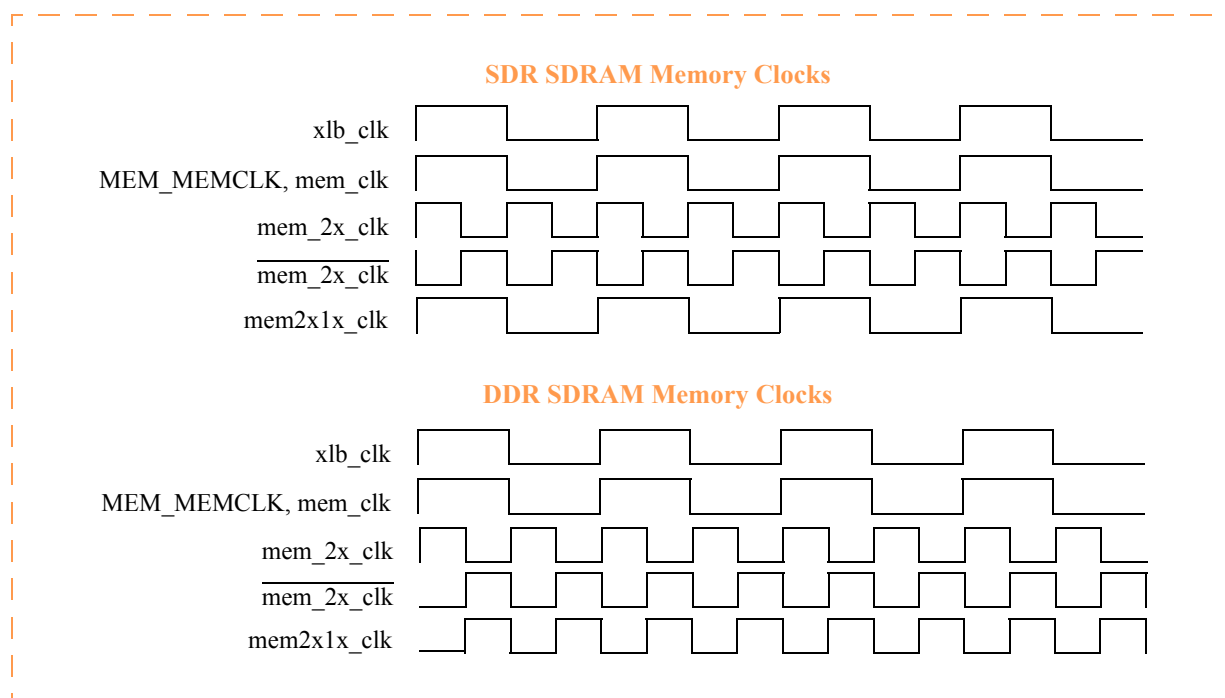 SDR SDRAM Memory Clocks
xlb_clk
MEM_MEMCLK, mem_clk
mem_2x_clk
mem_2x_clk
mem2x1x_clk
DDR SDRAM Memory Clocks
xlb_clk
MEM_MEMCLK, mem_clk
mem_2x_clk
mem_2x_clk
mem2x1x_clk